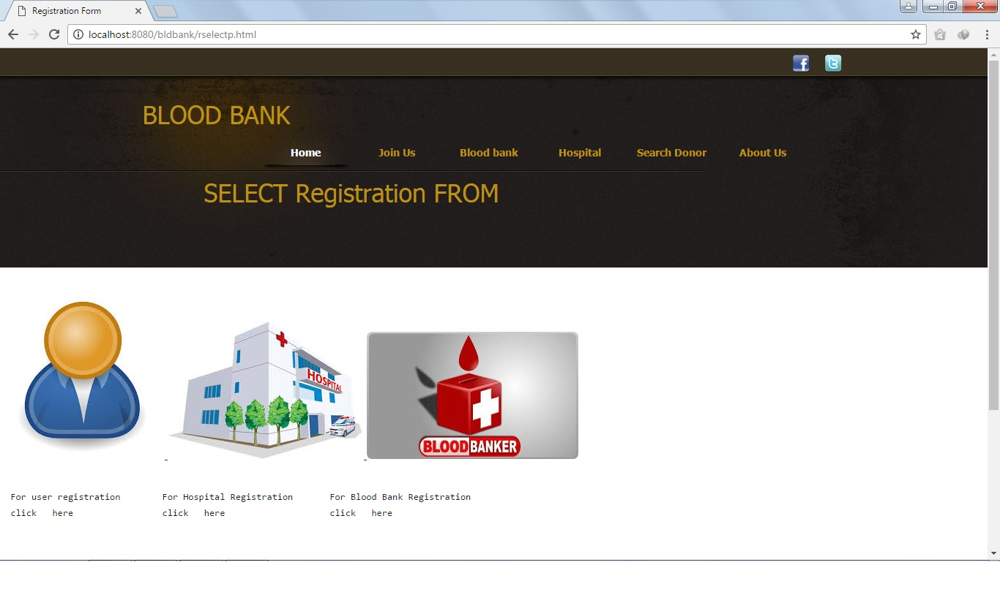 Registration Form
localhost:8080/bldbank/rselectp.html
BLOOD BANK
Home Join Us Blood bank Hospital Search Donor About Us
SELECT Registration FROM
HOSPITAL
BLOODBANKER
For user registration For Hospital Registration For Blood Bank Registration
click here click here click here